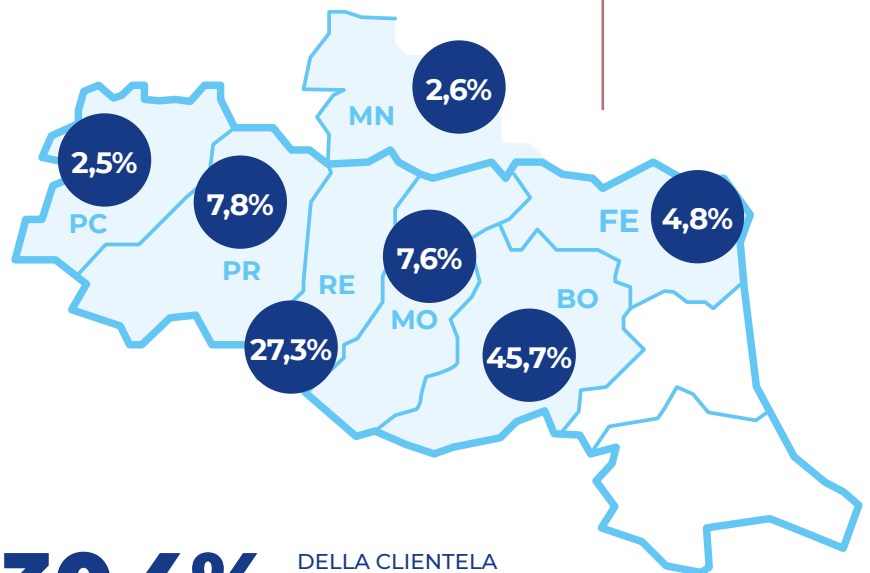 2,6%
MN
2,5%
PC
7,8%
PR
RE
7,6%
MO
FE
4,8%
BO
27,3%
45,7%
DELLA CLIENTELA